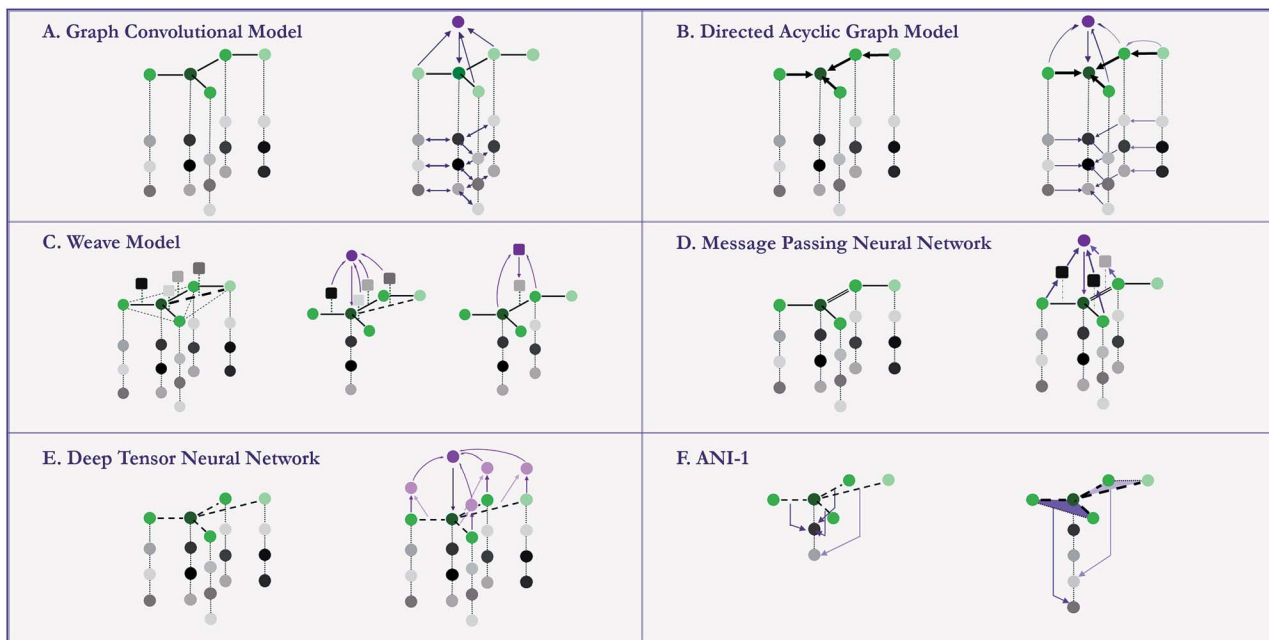 A. Graph Convolutional Model
B. Directed Acyclic Graph Model
C. Weave Model
D. Message Passing Neural Network
E. Deep Tensor Neural Network
F. ANI-1